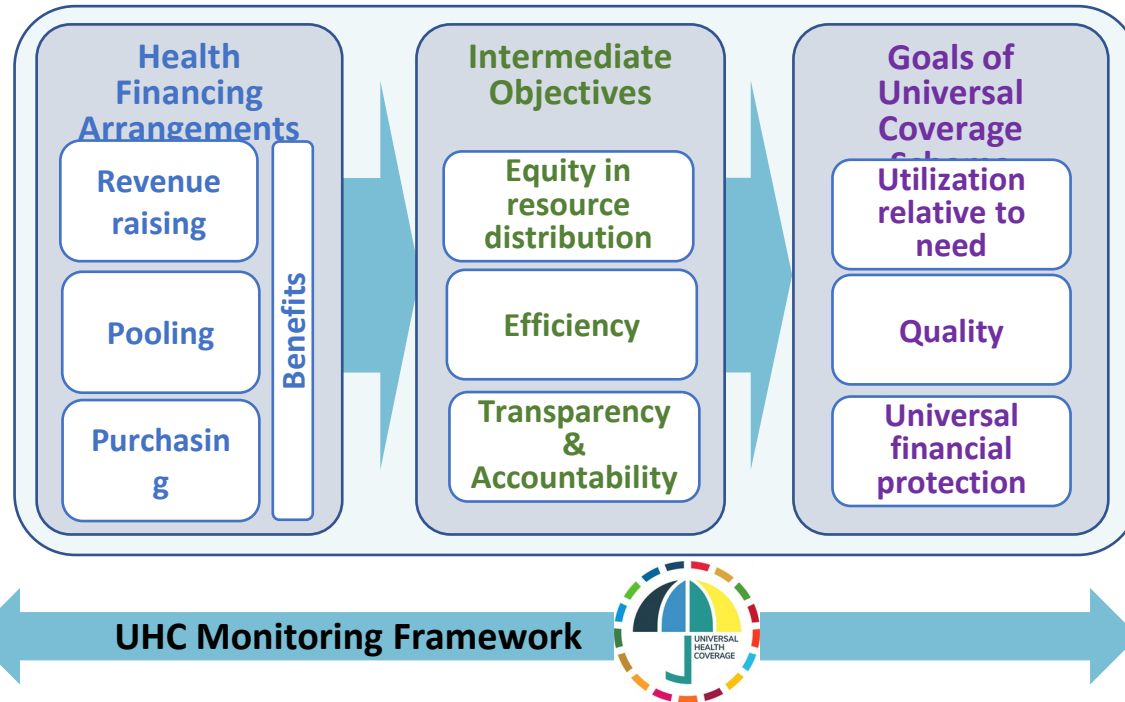 Health
Financing
Arrangements
Revenue
raising
Pooling
Purchasin
g
Benefits
Intermediate
Objectives
Equity in
resource
distribution
Efficiency
Transparency
&
Accountability
Goals of
Universal
Coverage
Scheme
Utilization
relative to
need
Quality
Universal
financial
protection
UHC Monitoring Framework
UNIVERSAL
HEALTH
COVERAGE